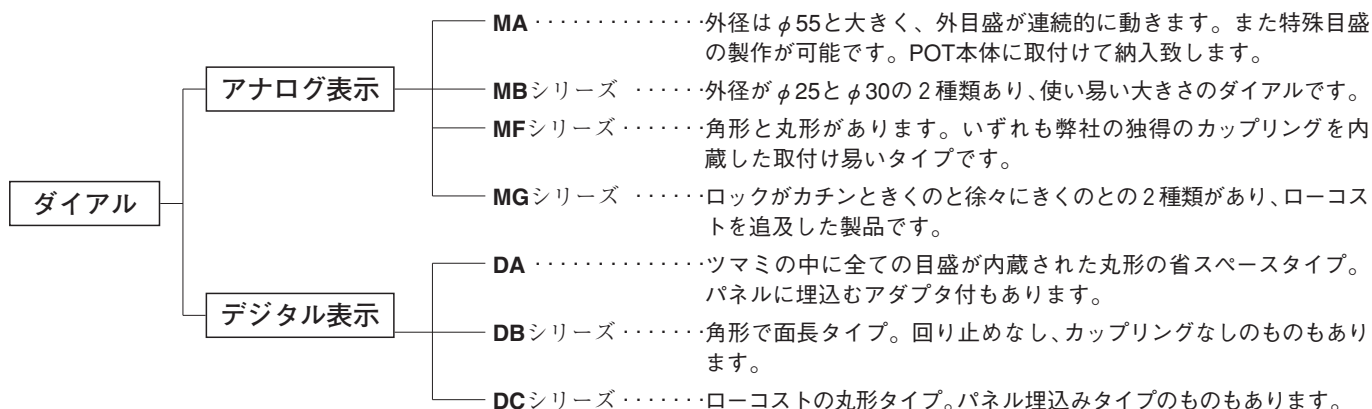 MA ··············外径はφ55と大きく、外目盛が連続的に動きます。また特殊目盛
の製作が可能です。POT本体に取付けて納入致します。
アナログ表示
MBシリーズ ······外径がφ25とφ30の2種類あり、使い易い大きさのダイアルです。
MFシリーズ·······角形と丸形があります。いずれも弊社の独得のカップリングを内
蔵した取付け易いタイプです。
ダイアル
MGシリーズ ······ロックがカチンときくのと徐々にきくのとの2種類があり、ローコス
トを追及した製品です。
DA ··············ツマミの中に全ての目盛が内蔵された丸形の省スペースタイプ。
パネルに埋込むアダプタ付もあります。
デジタル表示
DBシリーズ·······角形で面長タイプ。回り止めなし、カップリングなしのものもあり
ます。
DCシリーズ·······ローコストの丸形タイプ。パネル埋込みタイプのものもあります。